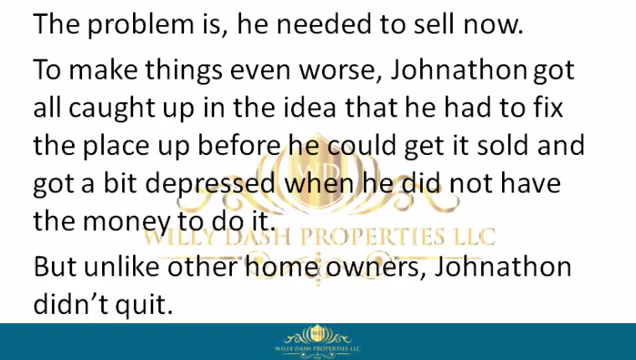 The problem is, he needed to sell now.
To make things even worse, Johnathon got
all caught up in the idea that he had to fix
the place up before he could get it sold and
got a bit depressed when he did not have
the money to do it.
WILLY DASH PROPERTIES LLC
But unlike other home owners, Johnathon
didn’t quit.
WILLY DASH PROPERTIES LLC